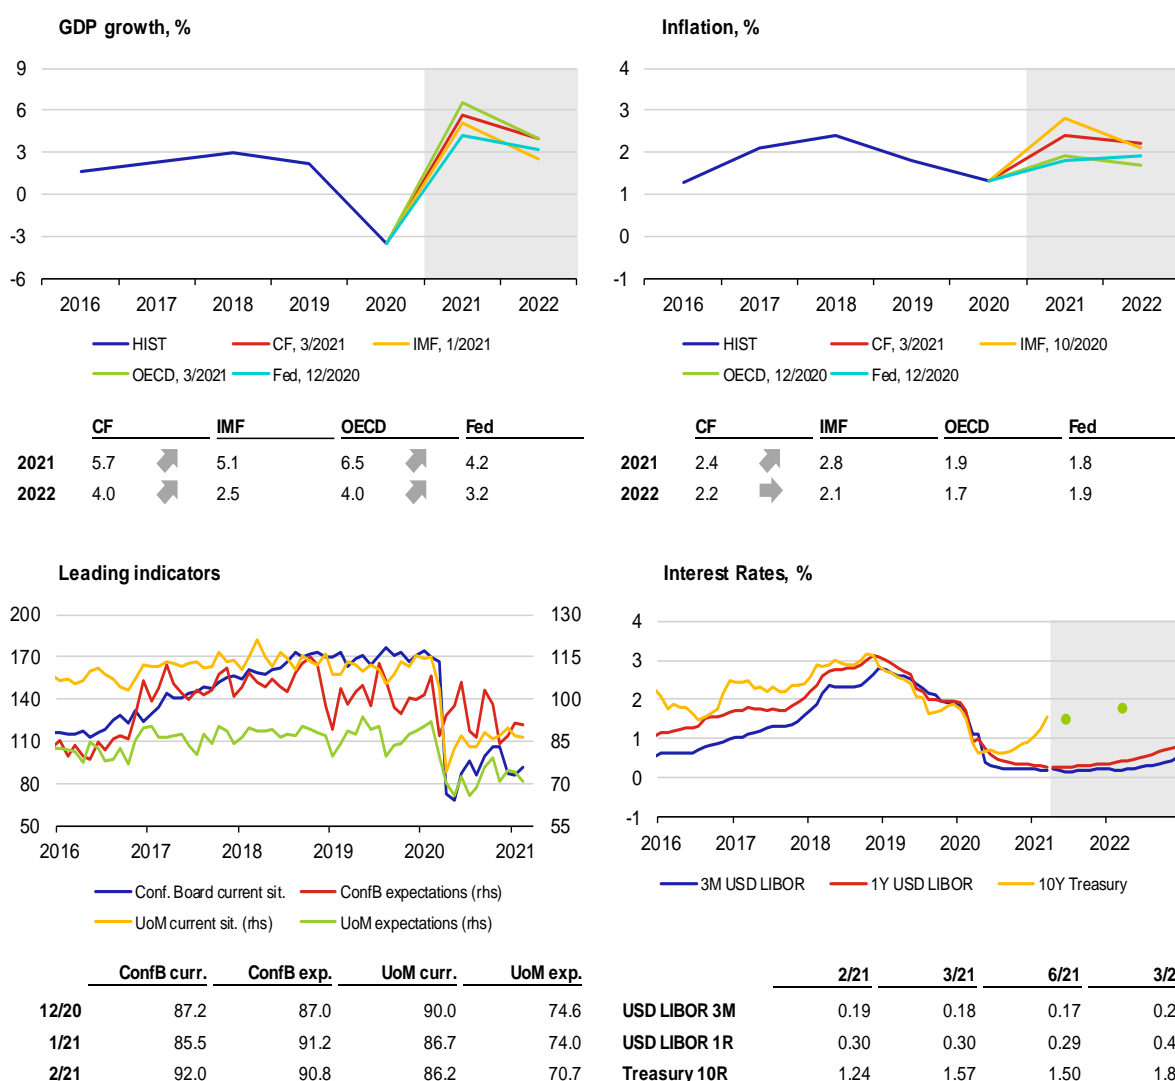 GDP growth, %
9
6
3
0
-3
-6
2016 2017 2018 2019 2020 2021 2022
HIST CF, 3/2021 IMF, 1/2021
OECD, 3/2021 Fed, 12/2020
CF IMF OECD Fed
2021 5.7 5.1 6.5 4.2
2022 4.0 2.5 4.0 3.2
Inflation, %
4
3
2
1
0
-1
2016 2017 2018 2019 2020 2021 2022
HIST CF, 3/2021 IMF, 10/2020
OECD, 12/2020 Fed, 12/2020
CF IMF OECD Fed
2021 2.4 2.8 1.9 1.8
2022 2.2 2.1 1.7 1.9
Leading indicators
200 130
170 115
140 100
110 85
80 70
50 55
2016 2017 2018 2019 2020 2021
Conf. Board current sit. ConfB expectations (rhs)
UoM current sit. (rhs) UoM expectations (rhs)
ConfB curr. ConfB exp. UoM curr. UoM exp.
12/20 87.2 87.0 90.0 74.6
1/21 85.5 91.2 86.7 74.0
2/21 92.0 90.8 86.2 70.7
Interest Rates, %
4
3
2
1
0
-1
2016 2017 2018 2019 2020 2021 2022
3M USD LIBOR 1Y USD LIBOR 10Y Treasury
2/21 3/21 6/21
USD LIBOR 3M 0.19 0.18 0.17
USD LIBOR 1R 0.30 0.30 0.29
Treasury 10R 1.24 1.57 1.50